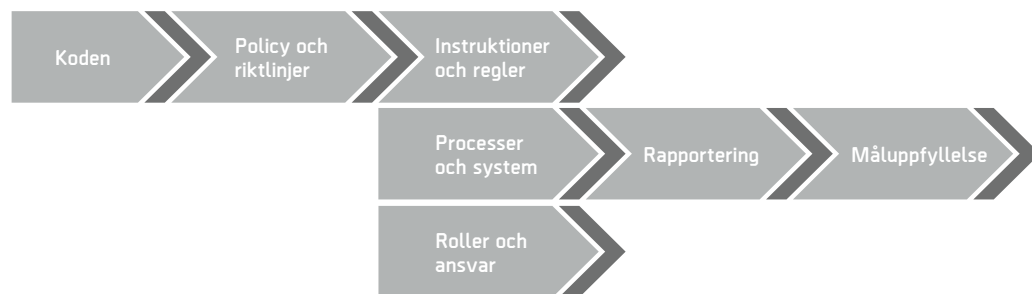 Koden
Policy och
riktlinjer
Instruktioner
och regler
Processer
och system
Rapportering
Måluppfyllelse
Roller och
ansvar